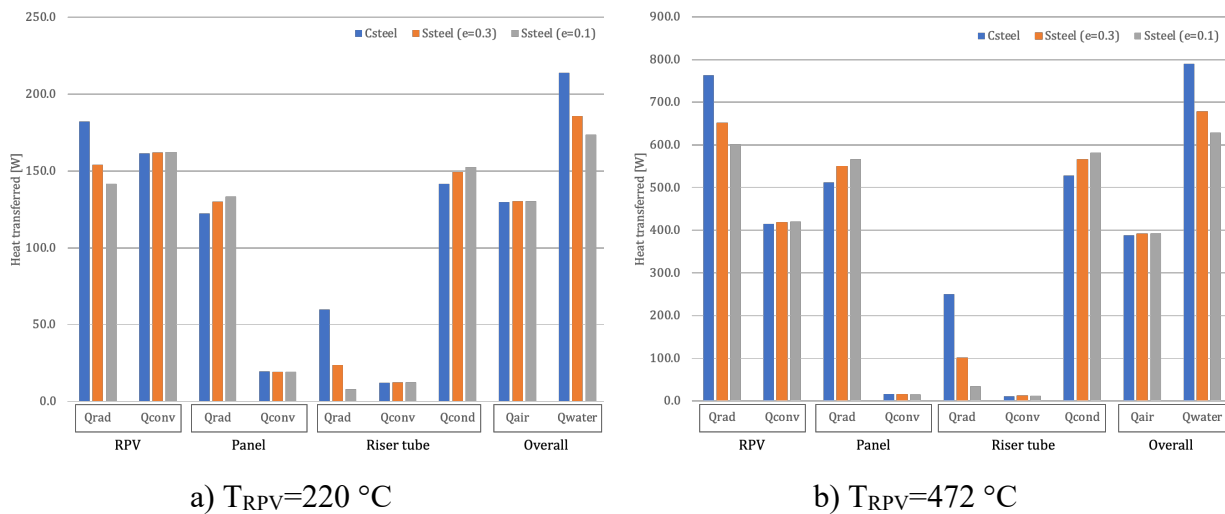 250.0
200.0
150.0
100.0
50.0
0.0
Heat transferred [W]
Csteel Ssteel (e=0.3) Ssteel (e=0.1)
Qrad Qconv Qrad Qconv Qrad Qconv Qcond Qair Qwater
RPV Panel Riser tube Overall
a) TRPV=220 °C
900.0
800.0
700.0
600.0
500.0
400.0
300.0
200.0
100.0
0.0
Heat transferred [W]
Csteel Ssteel (e=0.3) Ssteel (e=0.1)
Qrad Qconv Qrad Qconv Qrad Qconv Qcond Qair Qwater
RPV Panel Riser tube Overall
b) TRPV=472 °C